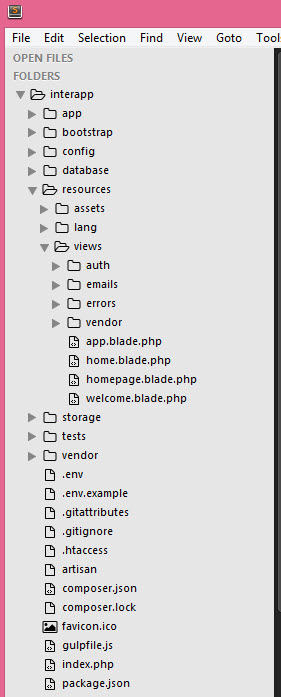 File Edit Selection Find View Goto Tool
OPEN FILES
FOLDERS
interapp
app
bootstrap
config
database
resources
assets
lang
views
auth
emails
errors
vendor
app.blade.php
home.blade.php
homepage.blade.php
welcome.blade.php
storage
tests
vendor
.env
.env.example
.gitattributes
.gitignore
.htaccess
artisan
composer.json
composer.lock
favicon.ico
gulpfile.js
index.php
package.json